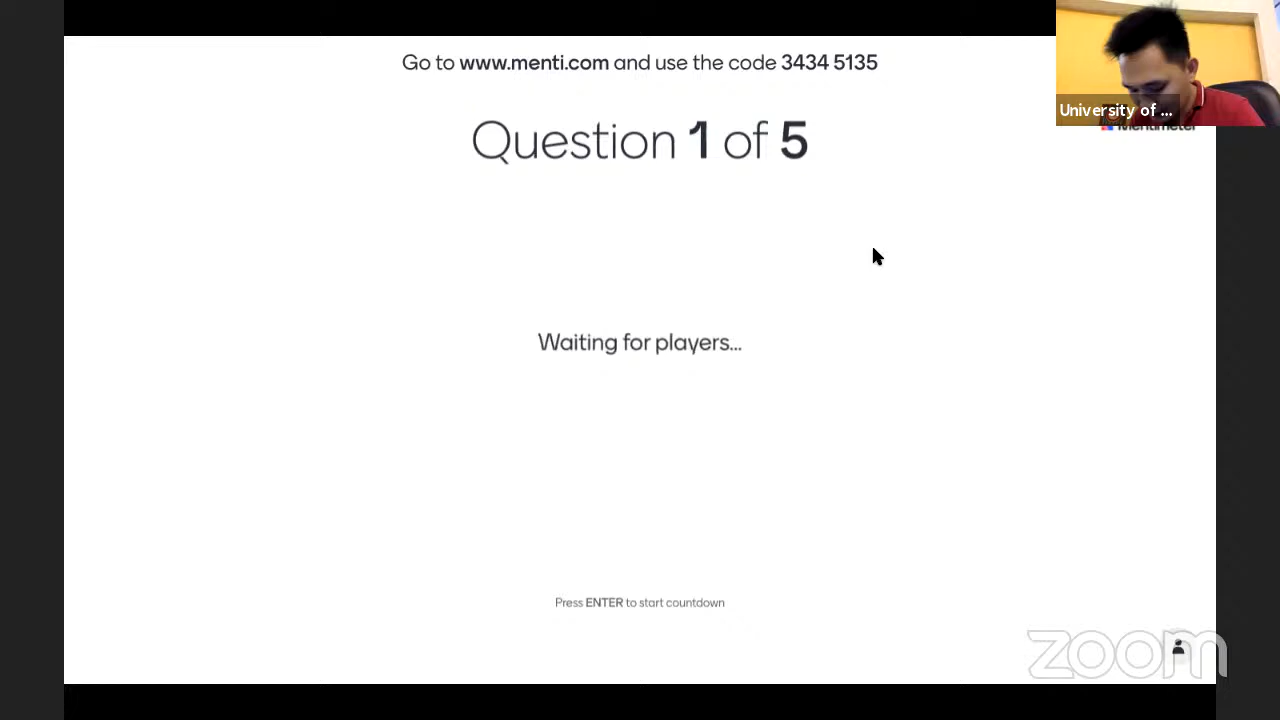 Go to www.menti.com and use the code 3434 5135
University of ...
Mentimeter
Question 1 of 5
Waiting for players...
Press ENTER to start countdown
zoom